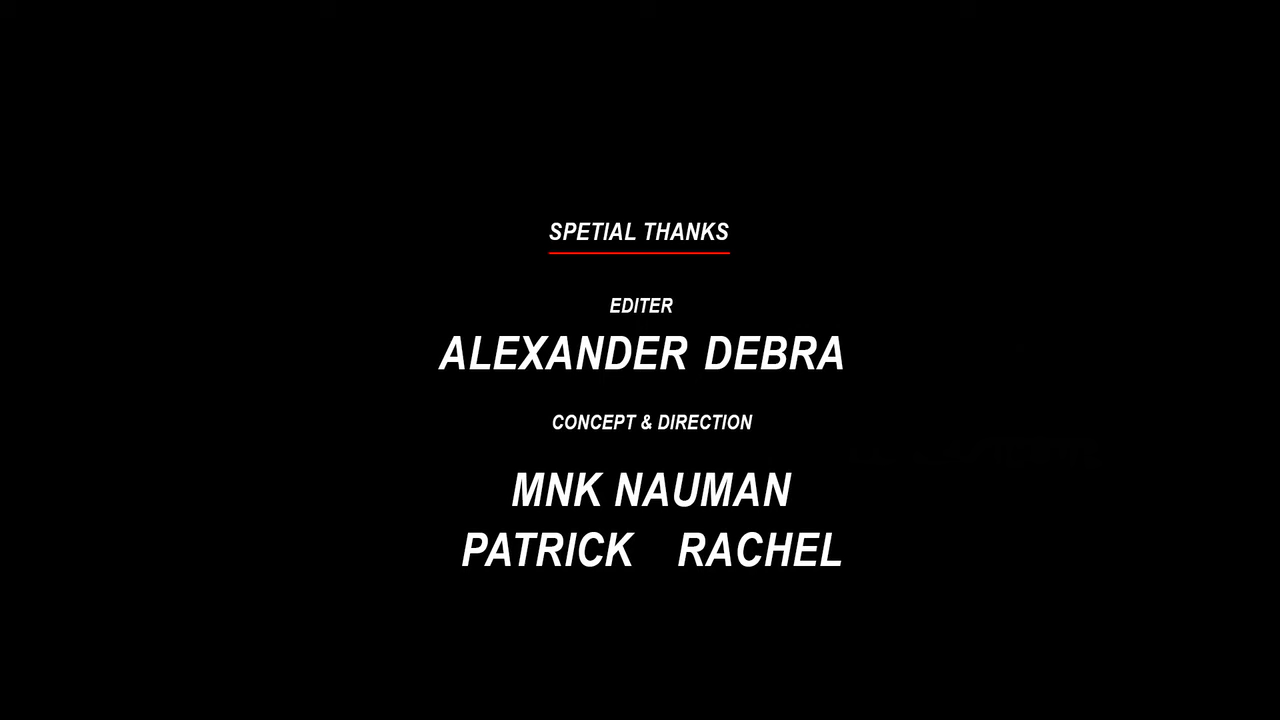 SPETIAL THANKS
EDITER
ALEXANDER DEBRA
CONCEPT & DIRECTION
MNK NAUMAN
PATRICK RACHEL